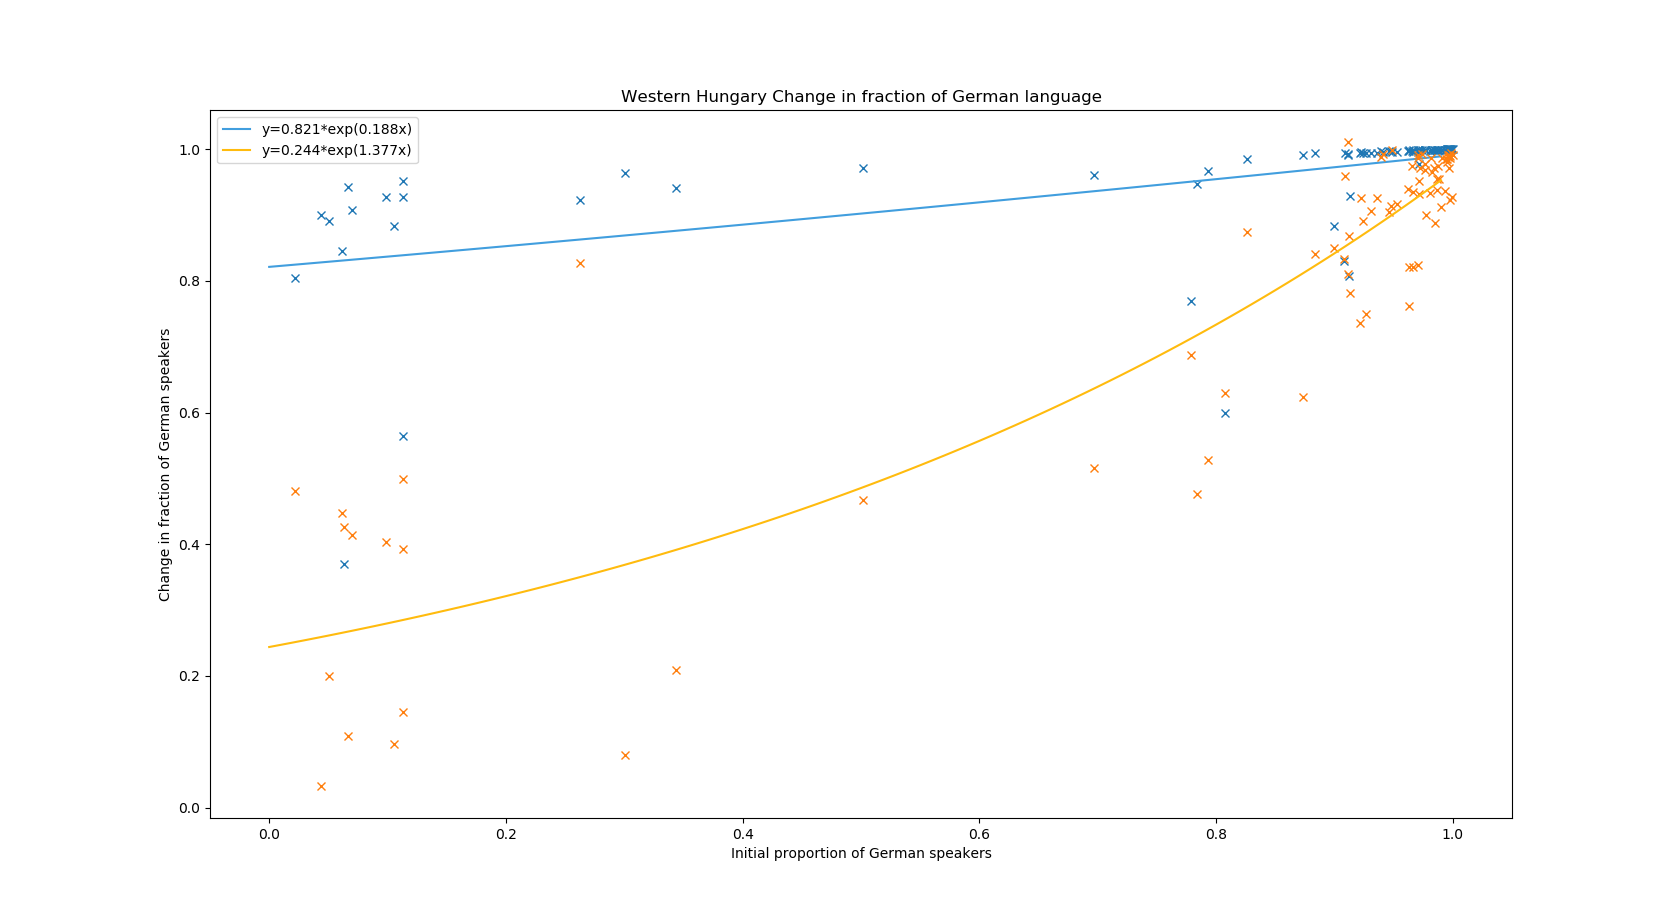 Western Hungary Change in fraction of German language
y=0.821*exp(0.188x)
y=0.244*exp(1.377x)
1.0
0.8
0.6
0.4
0.2
0.0
Change in fraction of German speakers
0.0 0.2 0.4 0.6 0.8 1.0
Initial proportion of German speakers